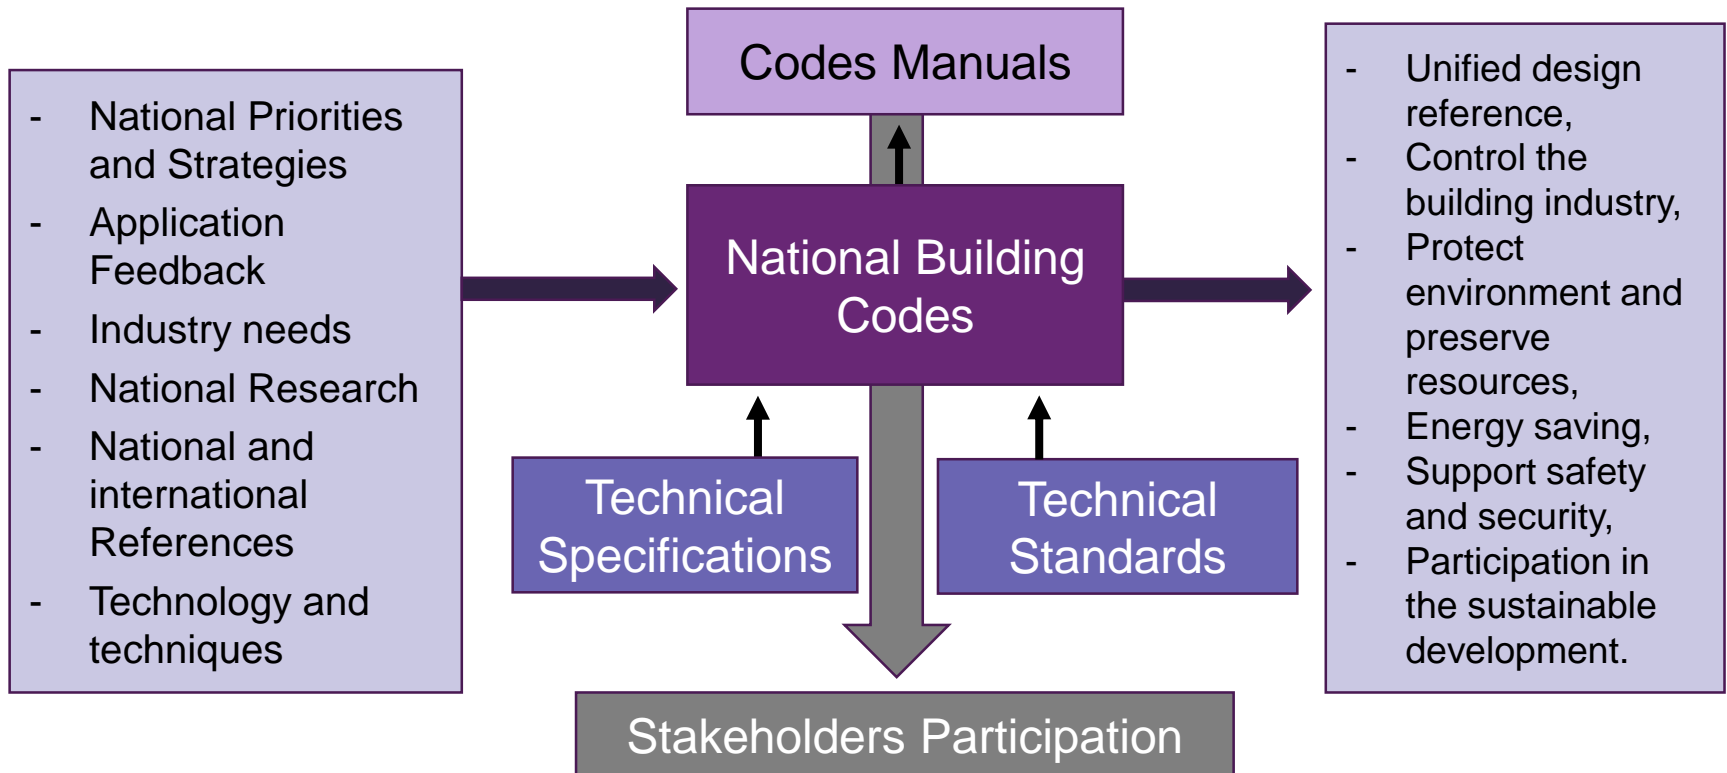 - National Priorities
and Strategies
- Application
Feedback
- Industry needs
- National Research
- National and
international
References
- Technology and
techniques
Codes Manuals
National Building
Codes
Technical
Specifications
Technical
Standards
Stakeholders Participation
- Unified design
reference,
- Control the
building industry,
- Protect
environment and
preserve
resources,
- Energy saving,
- Support safety
and security,
- Participation in
the sustainable
development.